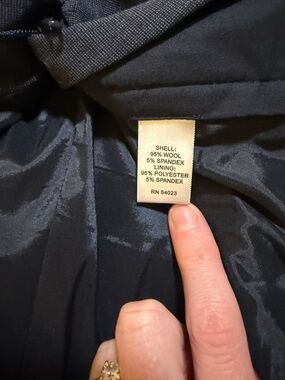 SHELL:
95% WOOL
5% SPANDEX
LINING:
95% POLYESTER
5% SPANDEX
RN 54023